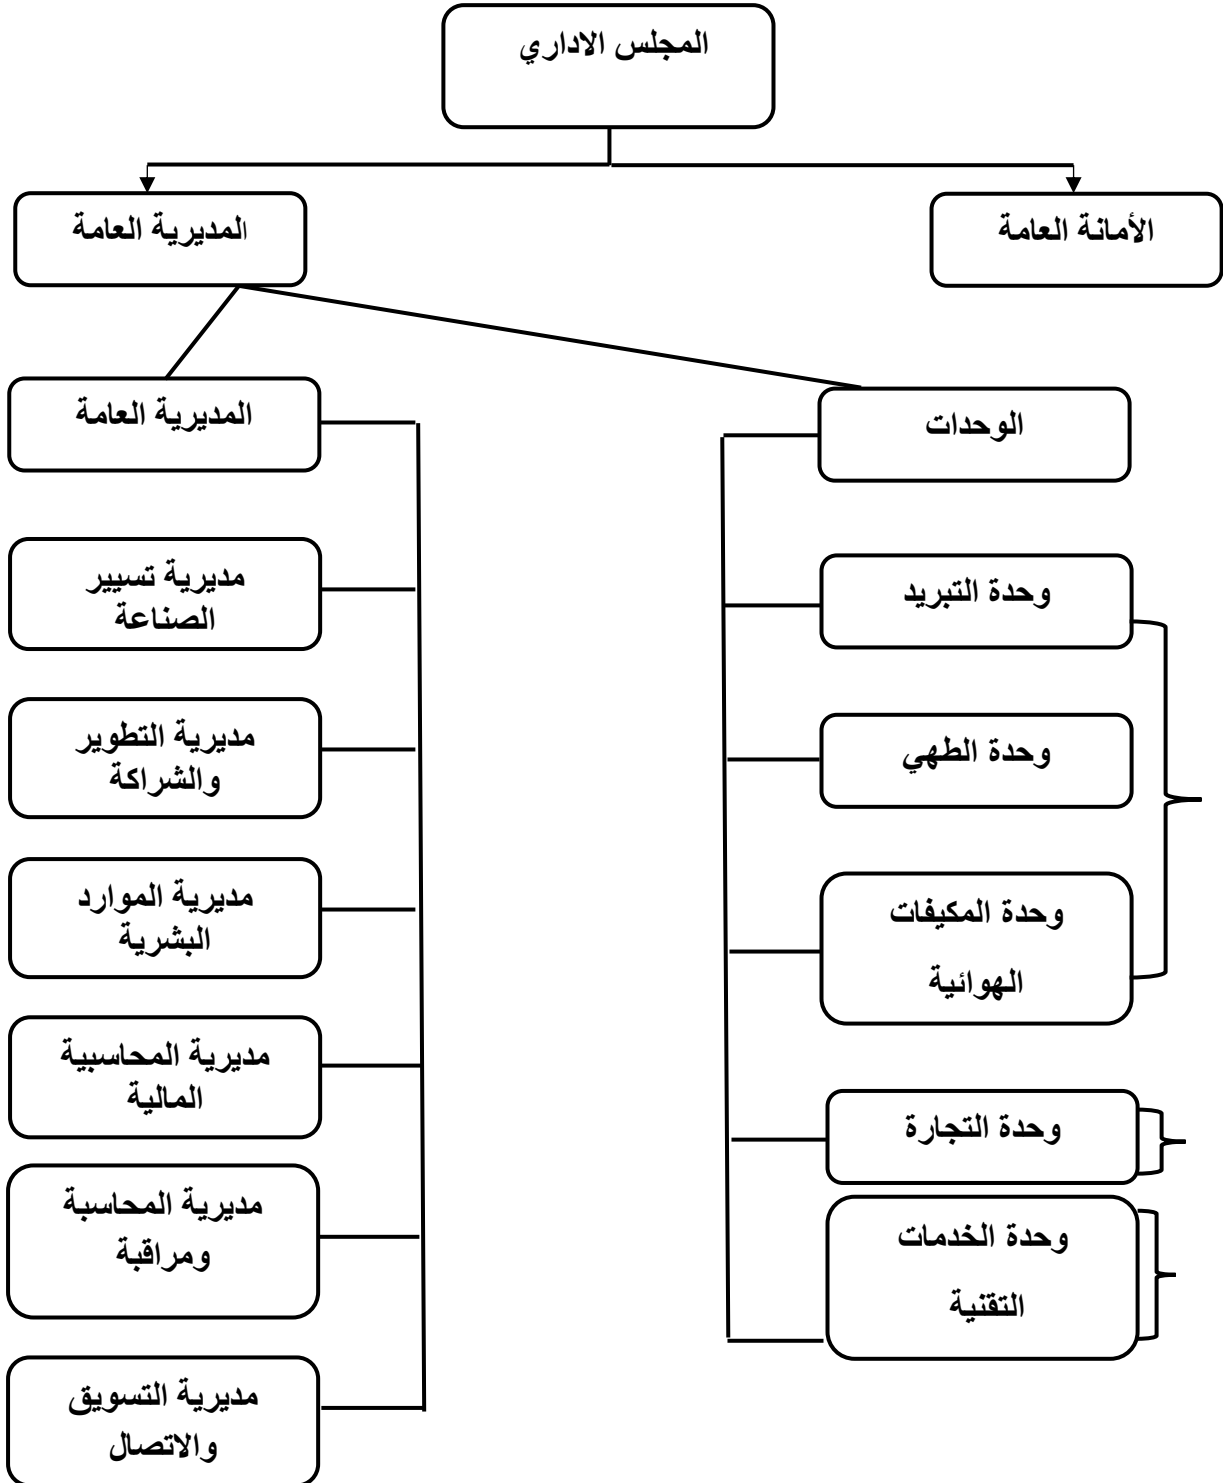 المجلس الاداري
الأمانة العامة
المديرية العامة
الوحدات
المديرية العامة
وحدة التبريد
مديرية تسيير
الصناعة
وحدة الطهي
مديرية التطوير
والشراكة
وحدة المكيفات
الهوائية
مديرية الموارد
البشرية
وحدة التجارة
مديرية المحاسبية
المالية
وحدة الخدمات
التقنية
مديرية المحاسبة
ومراقبة
مديرية التسويق
والاتصال